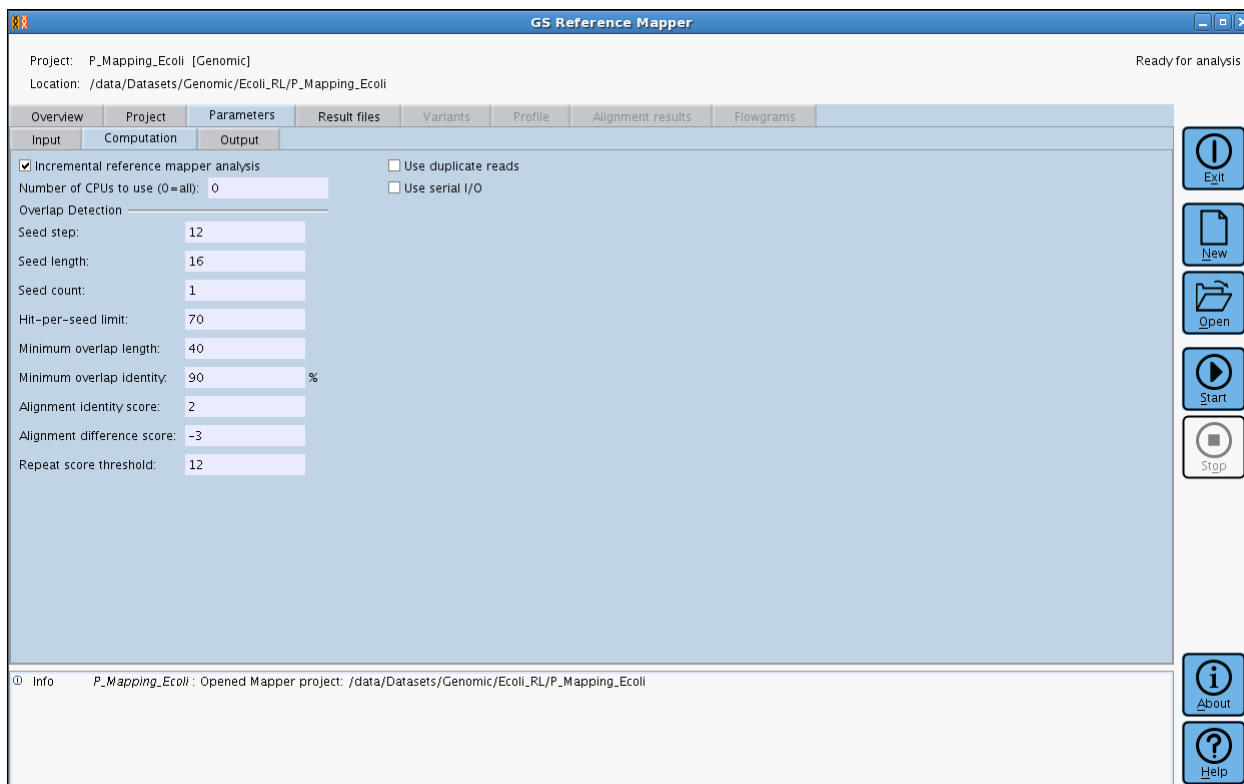 GS Reference Mapper
Project: P_Mapping_Ecoli [Genomic]
Ready for analysis
Location: /data/Datasets/Genomic/Ecoli_RL/P_Mapping_Ecoli
Overview Project Parameters Result files Variants Profile Alignment results Flowgrams
Input Computation Output
Incremental reference mapper analysis Use duplicate reads
Number of CPUs to use (0=all): 0 Use serial I/O
Overlap Detection
Seed step: 12
Seed length: 16
Seed count: 1
Hit-per-seed limit: 70
Minimum overlap length: 40
Minimum overlap identity: 90 %
Alignment identity score: 2
Alignment difference score: -3
Repeat score threshold: 12
Exit
New
Open
Start
Stop
Info P_Mapping_Ecoli : Opened Mapper project: /data/Datasets/Genomic/Ecoli_RL/P_Mapping_Ecoli
About
Help